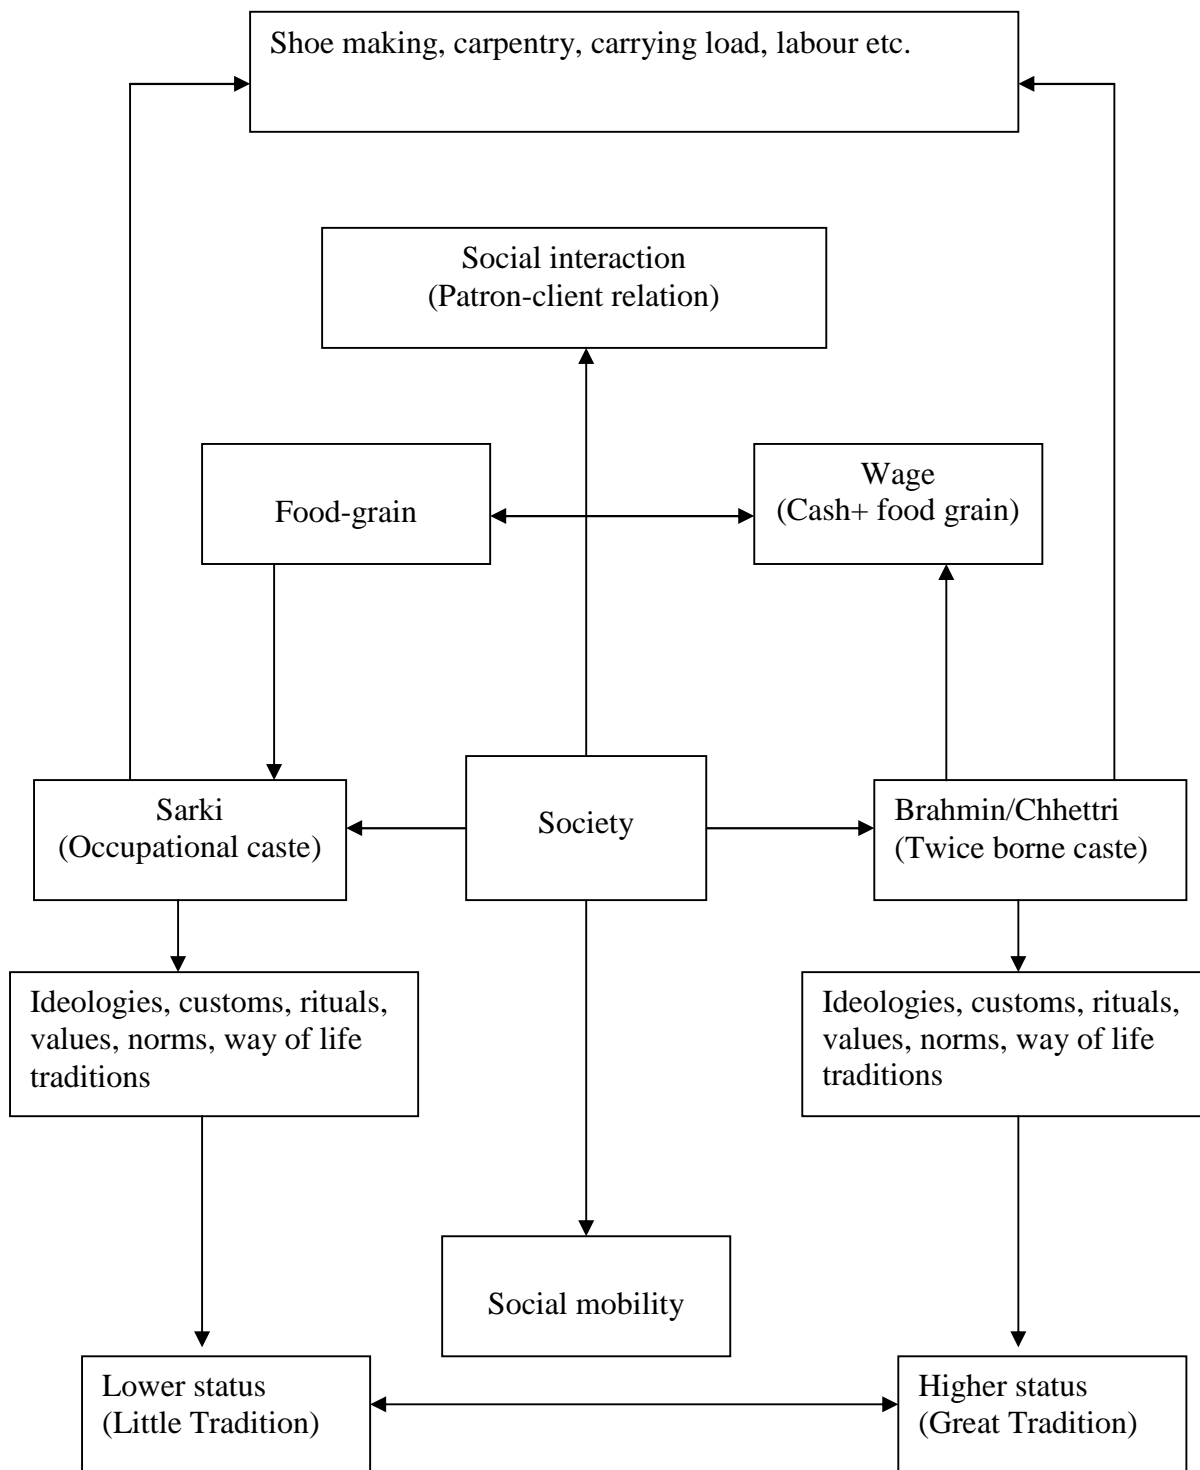 Shoe making, carpentry, carrying load, labour etc.
Social interaction
(Patron-client relation)
Food-grain
Wage
(Cash+ food grain)
Sarki
(Occupational caste)
Society
Brahmin/Chhettri
(Twice borne caste)
Ideologies, customs, rituals,
values, norms, way of life
traditions
Ideologies, customs, rituals,
values, norms, way of life
traditions
Social mobility
Lower status
(Little Tradition)
Higher status
(Great Tradition)